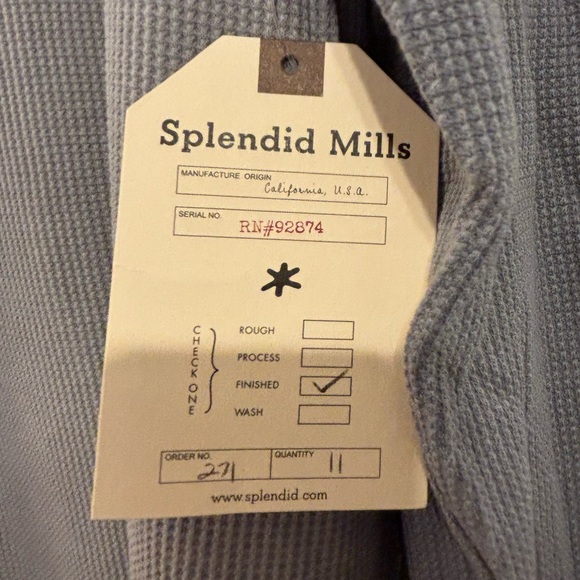 Splendid Mills
MANUFACTURE ORIGIN
California, U.S.A.
SERIAL NO.
RN#92874
CHECK ONE
ROUGH
PROCESS
FINISHED
WASH
ORDER NO. 271
QUANTITY 11
www.splendid.com